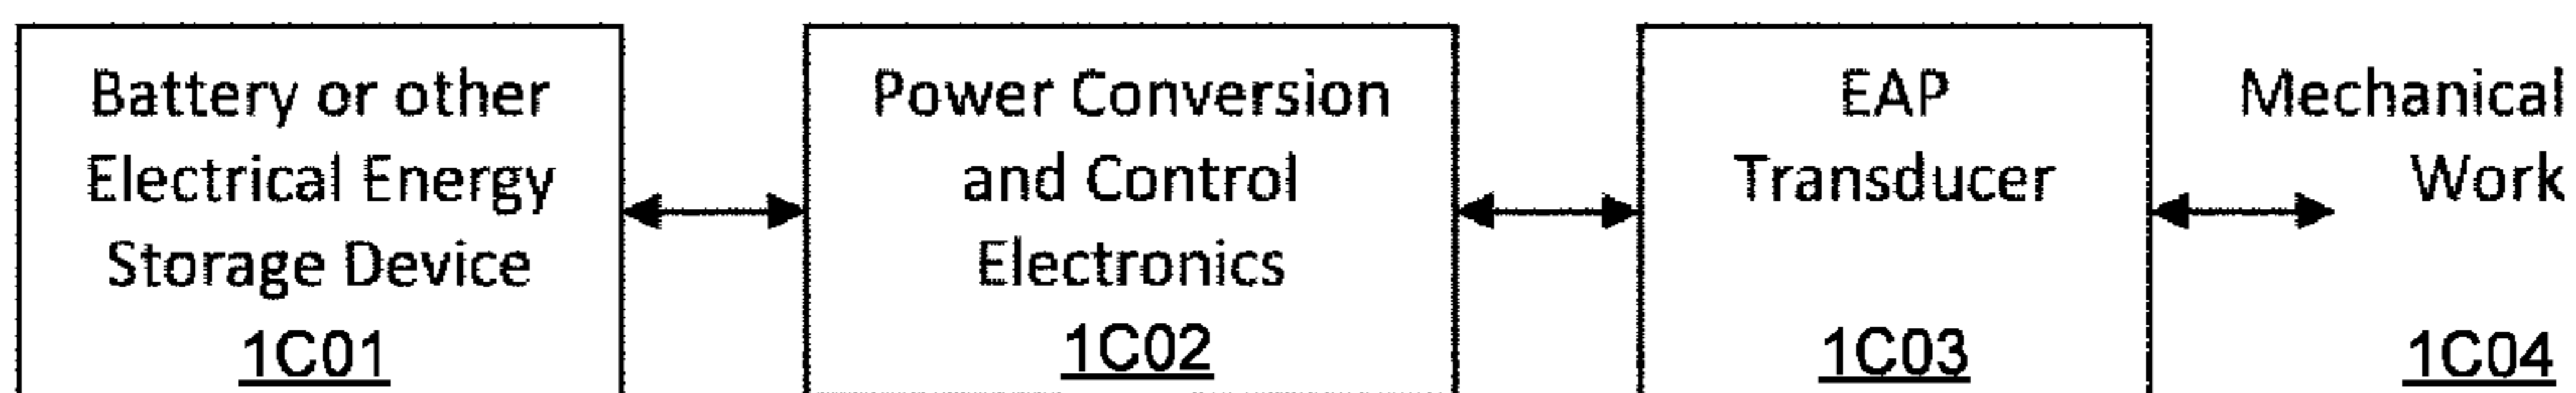 Battery or other
Electrical Energy
Storage Device
1C01
Power Conversion
and Control
Electronics
1C02
EAP
Transducer
1C03
Mechanical
Work
1C04